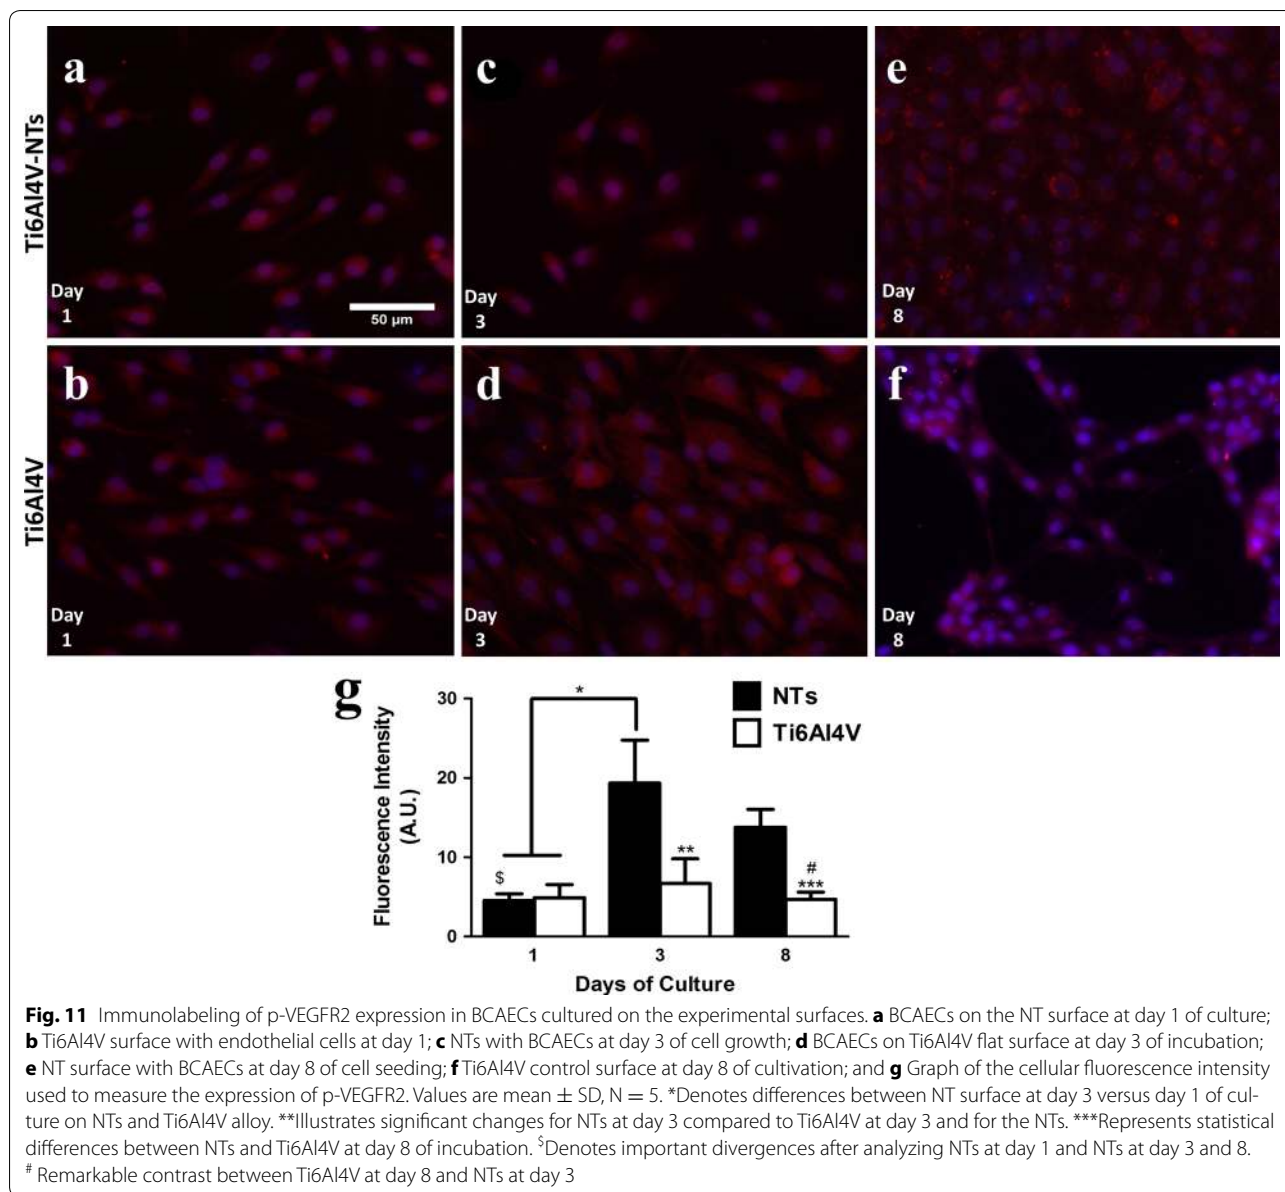 Ti6Al4V-NTs
a
Day
1
50 µm
c
Day
3
e
Day
8
Ti6Al4V
b
Day
1
d
Day
3
f
Day
8
g
Fluorescence Intensity
(A.U.)
30
20
10
0
*
$
**
#
***
NTs
Ti6Al4V
1
3
8
Days of Culture
Fig. 11 Immunolabeling of p-VEGFR2 expression in BCAECs cultured on the experimental surfaces. a BCAECs on the NT surface at day 1 of culture;
b Ti6Al4V surface with endothelial cells at day 1; c NTs with BCAECs at day 3 of cell growth; d BCAECs on Ti6Al4V flat surface at day 3 of incubation;
e NT surface with BCAECs at day 8 of cell seeding; f Ti6Al4V control surface at day 8 of cultivation; and g Graph of the cellular fluorescence intensity
used to measure the expression of p-VEGFR2. Values are mean ± SD, N = 5. *Denotes differences between NT surface at day 3 versus day 1 of cul-
ture on NTs and Ti6Al4V alloy. **Illustrates significant changes for NTs at day 3 compared to Ti6Al4V at day 3 and for the NTs. ***Represents statistical
differences between NTs and Ti6Al4V at day 8 of incubation. $Denotes important divergences after analyzing NTs at day 1 and NTs at day 3 and 8.
# Remarkable contrast between Ti6Al4V at day 8 and NTs at day 3